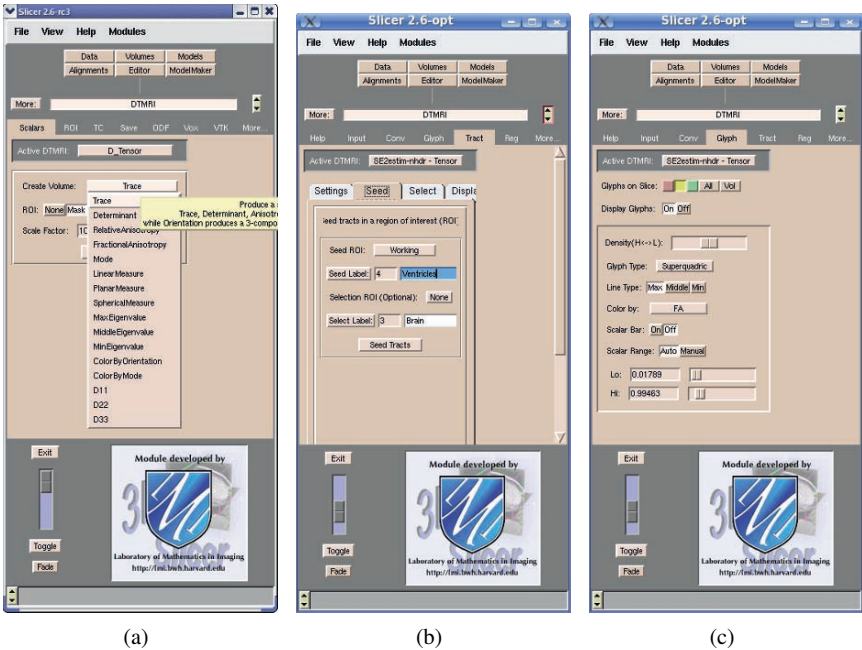 Slicer 2.6-rc3
File View Help Modules
Data Volumes Models
Alignments Editor ModelMaker
More: DTMRI
Scalars ROI TC Save ODF Vox VTK More...
Active DTMRI: D_Tensor
Create Volume: Trace
ROI: None Mask
Scale Factor: 10
Trace
Determinant
RelativeAnisotropy
FractionalAnisotropy
Mode
LinearMeasure
PlanarMeasure
SphericalMeasure
MaxEigenvalue
MiddleEigenvalue
MinEigenvalue
ColorByOrientation
ColorByMode
D11
D22
D33
Produce a
Trace, Determinant, Anisotro
while Orientation produces a 3-compo
Exit
Toggle
Fade
Module developed by
3D Slicer
Laboratory of Mathematics in Imaging
http://lmi.bwh.harvard.edu
(a)
Slicer 2.6-opt
File View Help Modules
Data Volumes Models
Alignments Editor ModelMaker
More: DTMRI
Help Input Conv Glyph Tract Reg More...
Active DTMRI: SE2estim-nhdr - Tensor
Settings Seed Select Displa
eed tracts in a region of interest (ROI
Seed ROI: Working
Seed Label: 4 Ventricles
Selection ROI (Optional): None
Select Label: 3 Brain
Seed Tracts
Exit
Toggle
Fade
Module developed by
3D Slicer
Laboratory of Mathematics in Imaging
http://lmi.bwh.harvard.edu
(b)
Slicer 2.6-opt
File View Help Modules
Data Volumes Models
Alignments Editor ModelMaker
More: DTMRI
Help Input Conv Glyph Tract Reg More...
Active DTMRI: SE2estim-nhdr - Tensor
Glyphs on Slice: All Vol
Display Glyphs: On Off
Density(H<->L):
Glyph Type: Superquadric
Line Type: Max Middle Min
Color by: FA
Scalar Bar: On Off
Scalar Range: Auto Manual
Lo: 0.01789
Hi: 0.99463
Exit
Toggle
Fade
Module developed by
3D Slicer
Laboratory of Mathematics in Imaging
http://lmi.bwh.harvard.edu
(c)